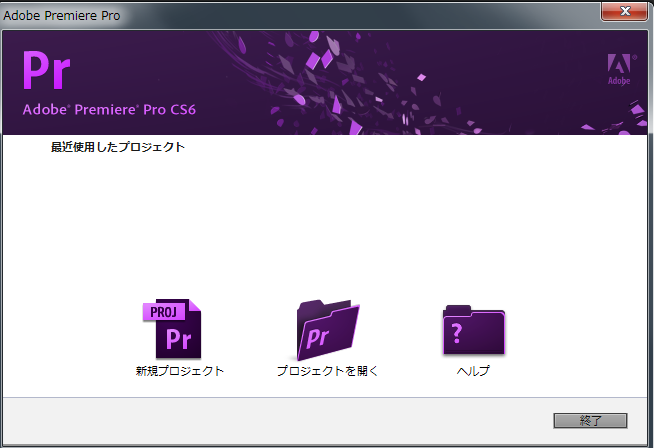 Adobe Premiere Pro
Pr
Adobe® Premiere® Pro CS6
Adobe®
最近使用したプロジェクト
PROJ
Pr
Pr
?
新規プロジェクト
プロジェクトを開く
ヘルプ
終了